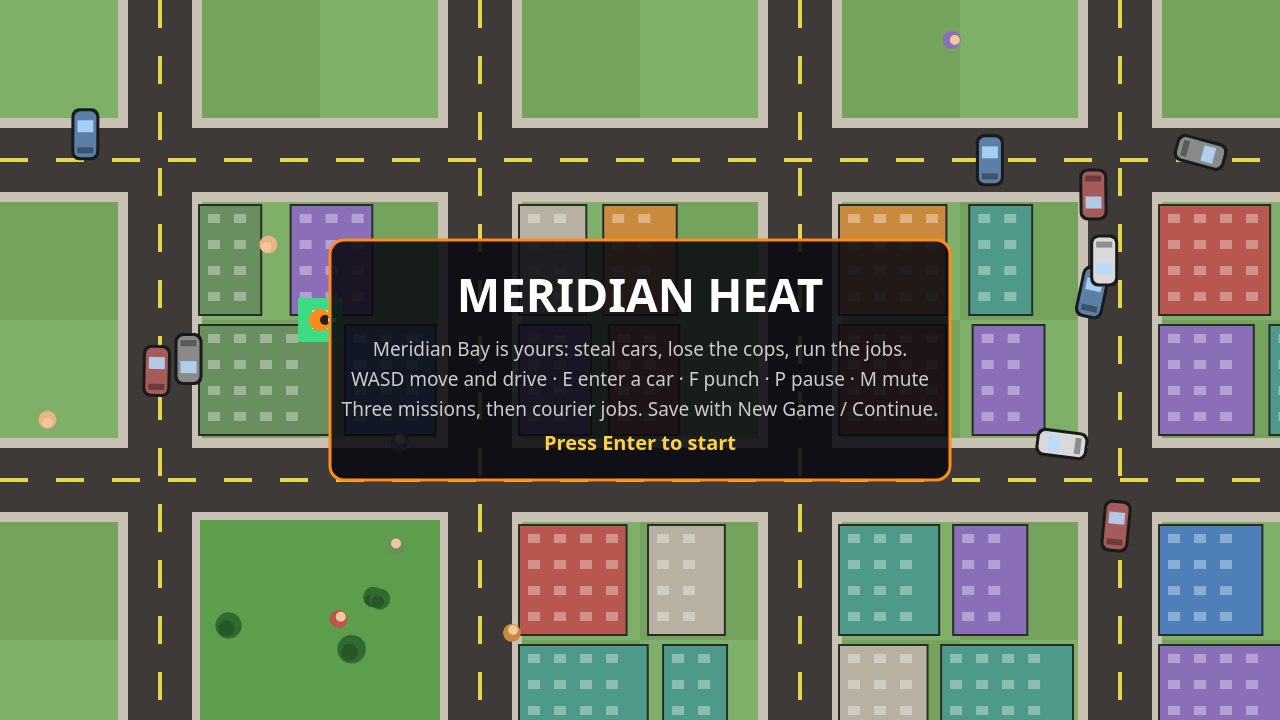 MERIDIAN HEAT
Meridian Bay is yours: steal cars, lose the cops, run the jobs.
WASD move and drive · E enter a car · F punch · P pause · M mute
Three missions, then courier jobs. Save with New Game / Continue.
Press Enter to start